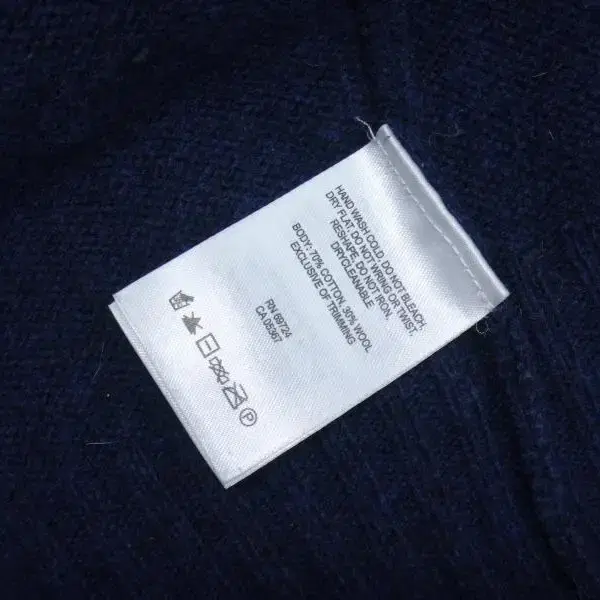 HAND WASH COLD. DO NOT BLEACH,
DRY FLAT. DO NOT WRING OR TWIST,
RESHAPE, DO NOT IRON,
DRYCLEANABLE
BODY: 70% COTTON, 30% WOOL
EXCLUSIVE OF TRIMMING
RN 69724
CA 05367
P